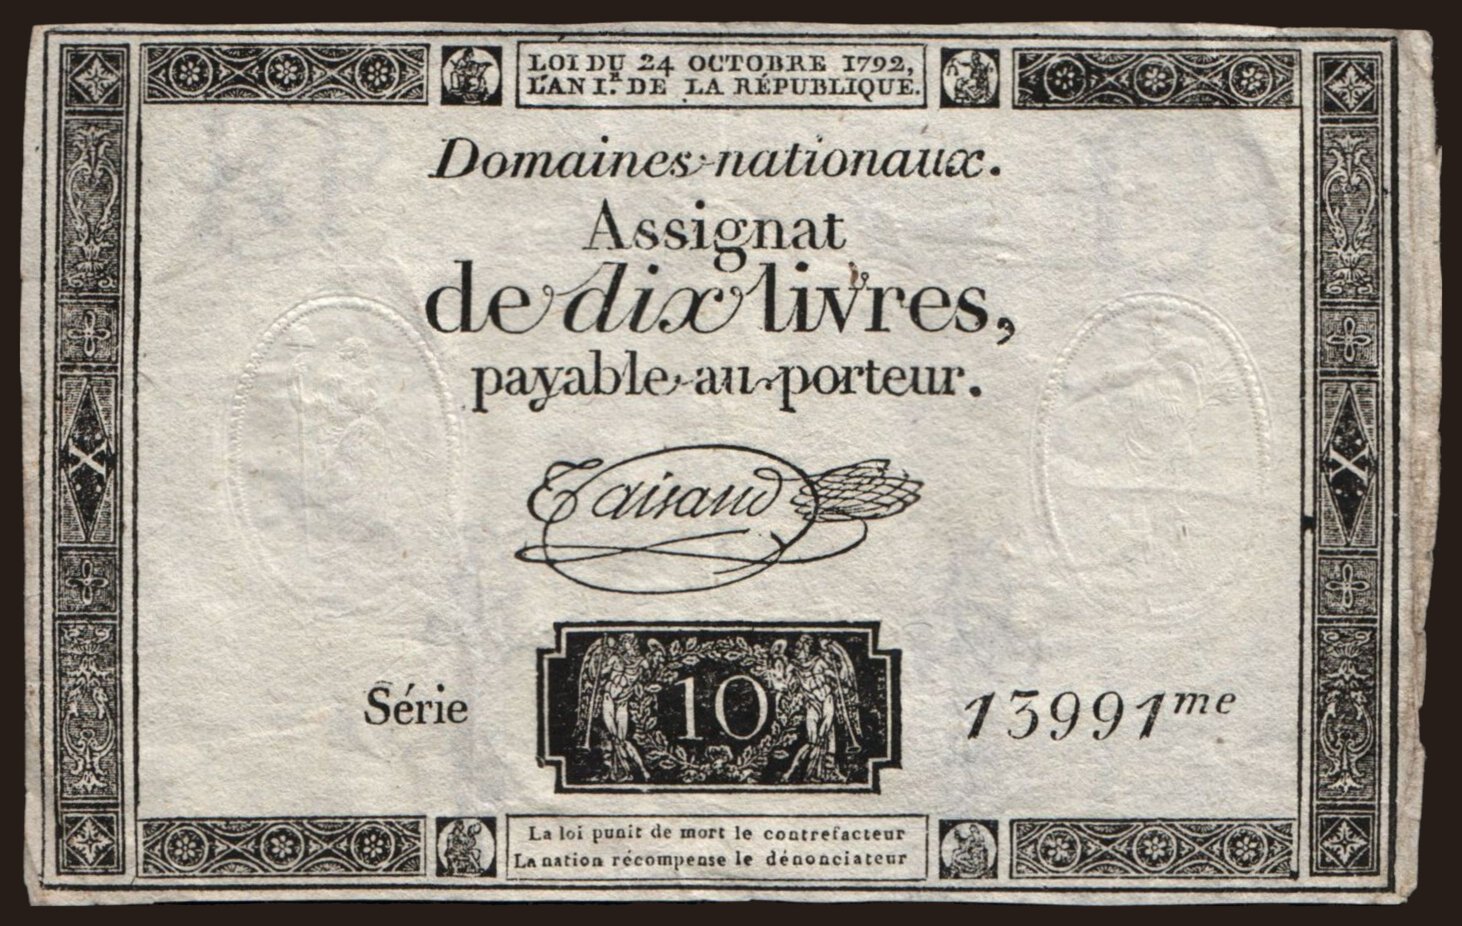 LOI DU 24 OCTOBRE 1792,
L'AN I.ER DE LA RÉPUBLIQUE.
Domaines nationaux.
Assignat
de dix livres,
payable au porteur.
Taisaud
X X
Série 10 13991me
La loi punit de mort le contrefacteur
La nation récompense le dénonciateur